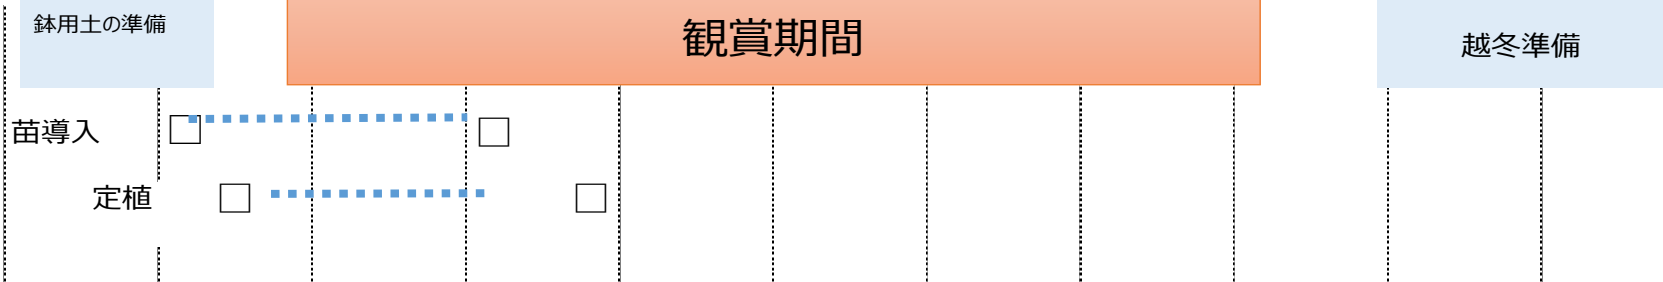 鉢用土の準備
観賞期間
越冬準備
苗導入
定植